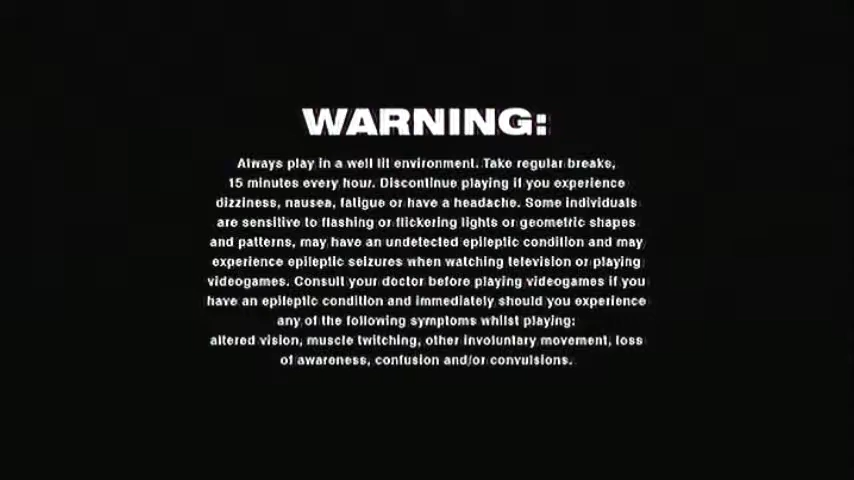 WARNING:
Always play in a well lit environment. Take regular breaks,
15 minutes every hour. Discontinue playing if you experience
dizziness, nausea, fatigue or have a headache. Some individuals
are sensitive to flashing or flickering lights or geometric shapes
and patterns, may have an undetected epileptic condition and may
experience epileptic seizures when watching television or playing
videogames. Consult your doctor before playing videogames if you
have an epileptic condition and immediately should you experience
any of the following symptoms whilst playing:
altered vision, muscle twitching, other involuntary movement, loss
of awareness, confusion and/or convulsions.